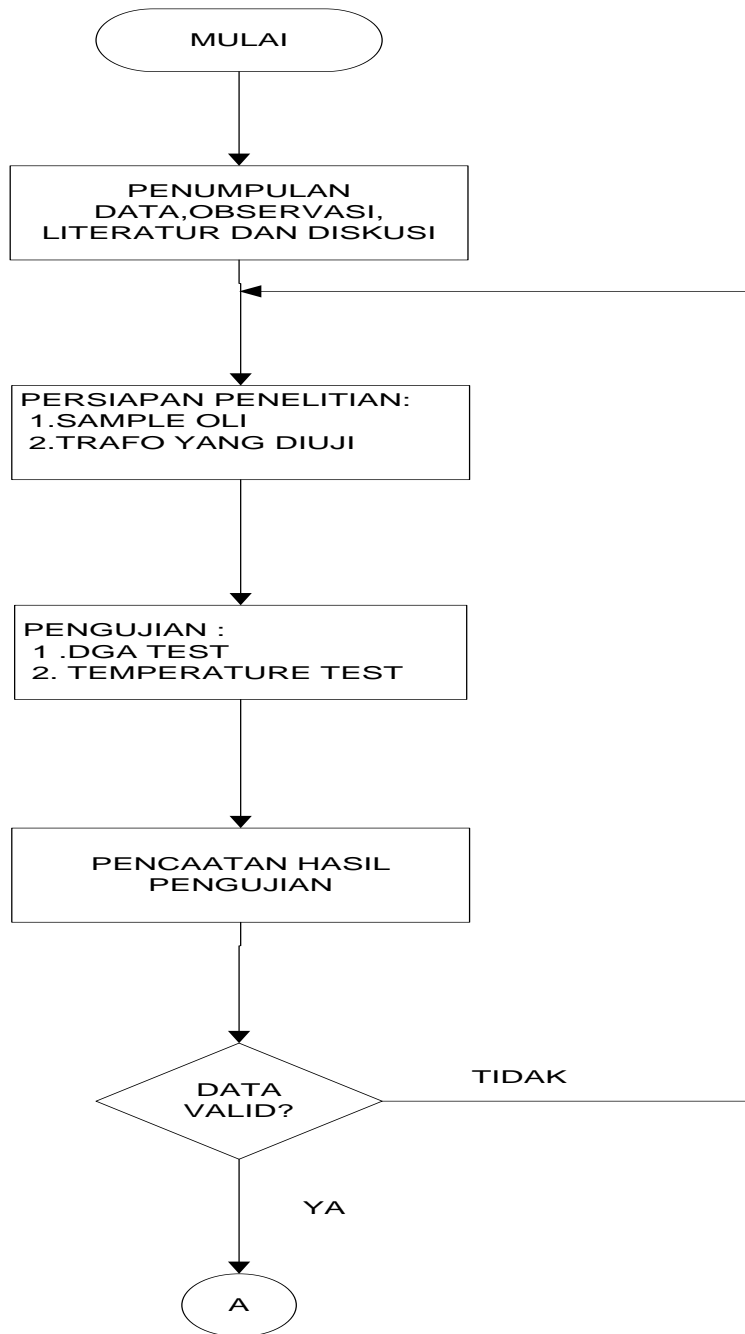 MULAI
PENUMPULAN
DATA,OBSERVASI,
LITERATUR DAN DISKUSI
PERSIAPAN PENELITIAN:
1.SAMPLE OLI
2.TRAFO YANG DIUJI
PENGUJIAN :
1 .DGA TEST
2. TEMPERATURE TEST
PENCAATAN HASIL
PENGUJIAN
DATA
VALID?
TIDAK
YA
A